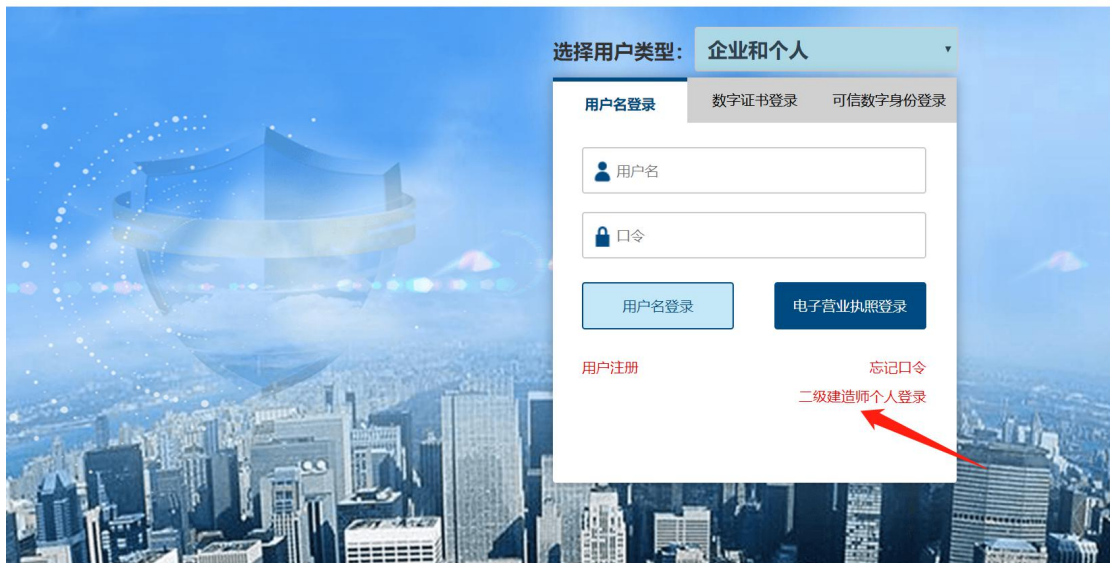 选择用户类型： 企业和个人
用户名登录 数字证书登录 可信数字身份登录
用户名
口令
用户名登录 电子营业执照登录
用户注册 忘记口令
二级建造师个人登录